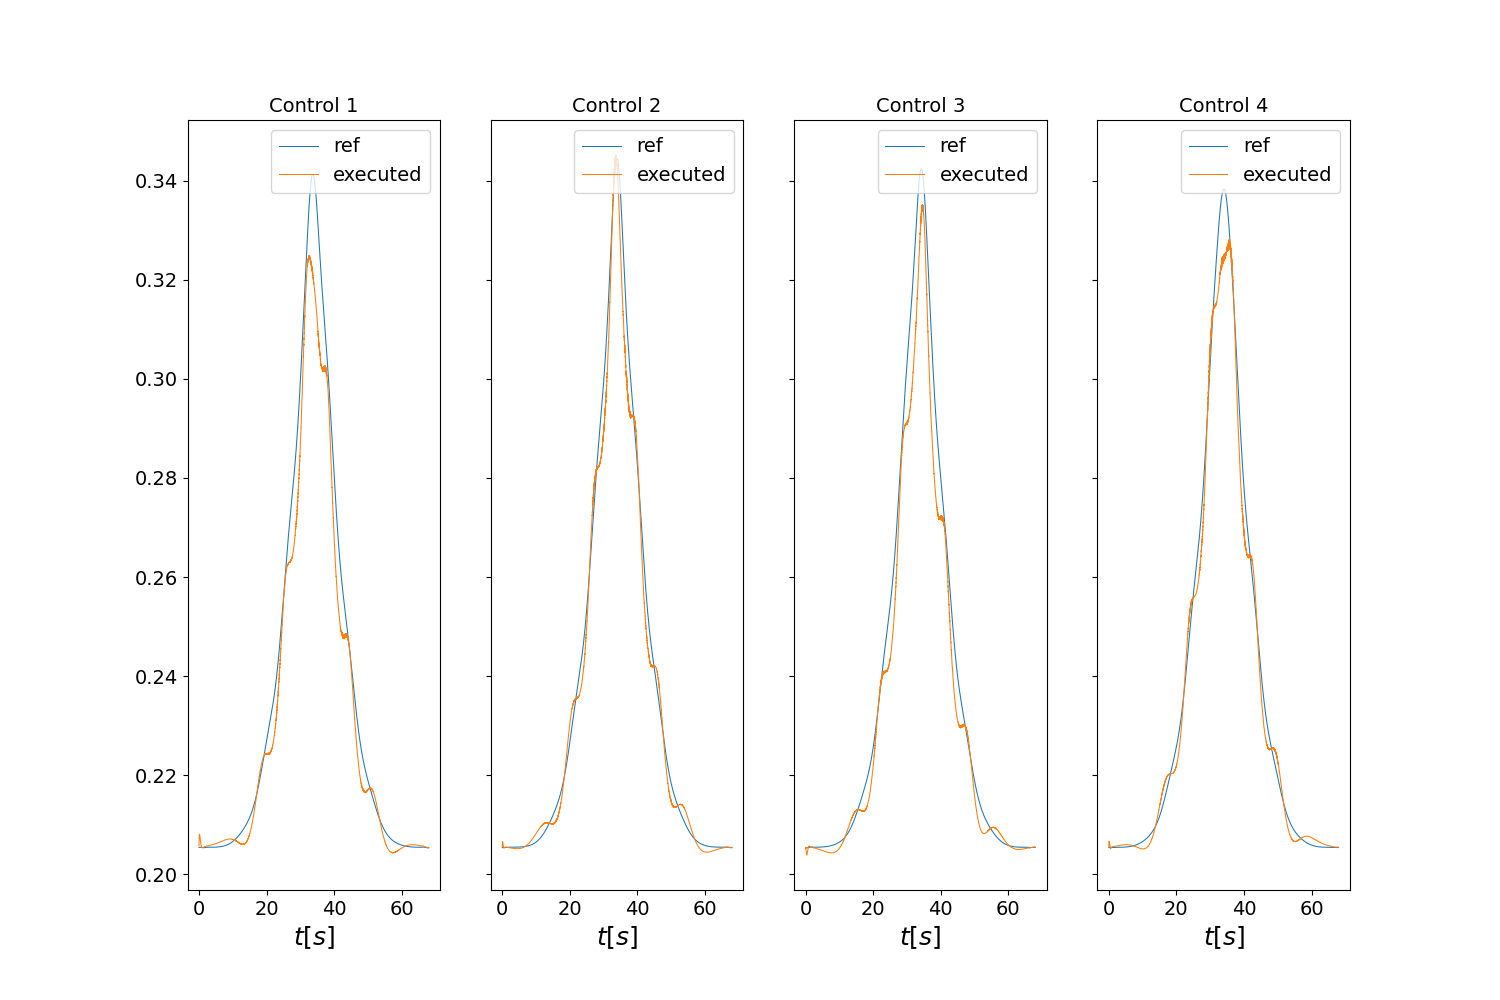 Control 1 Control 2 Control 3 Control 4
ref ref ref ref
executed executed executed executed
0.34
0.32
0.30
0.28
0.26
0.24
0.22
0.20
0 20 40 60 0 20 40 60 0 20 40 60 0 20 40 60
t[s] t[s] t[s] t[s]